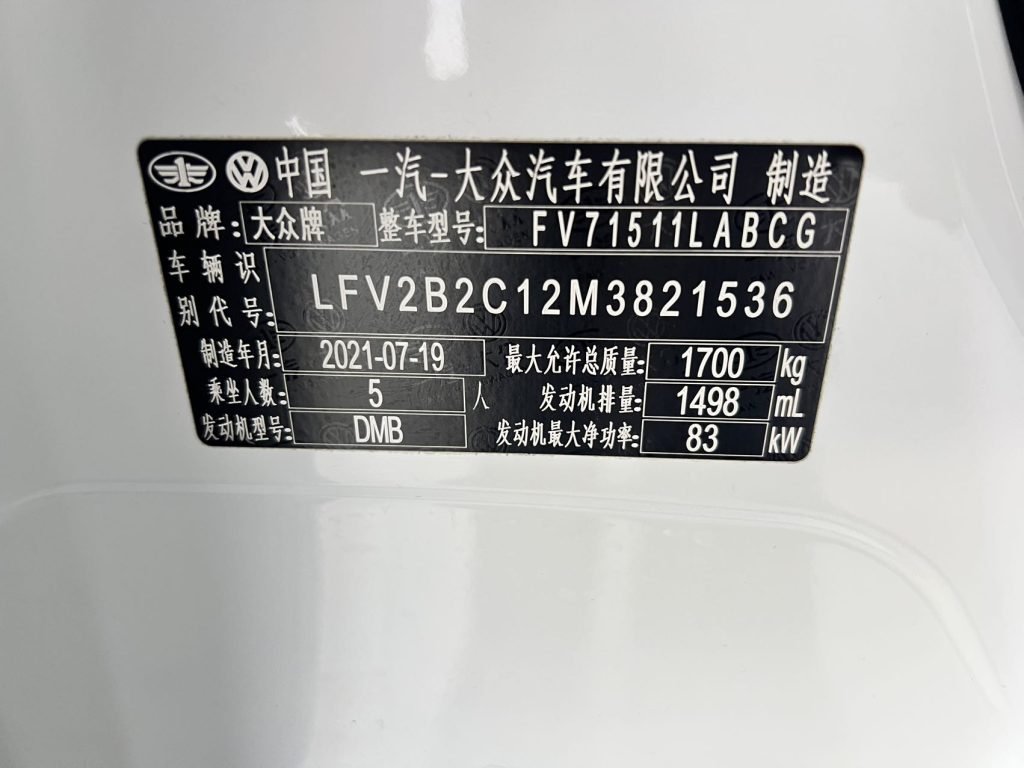 中国 一汽-大众汽车有限公司 制造
品牌: 大众牌 整车型号: FV71511LABCG
车辆识别代号: LFV2B2C12M3821536
制造年月: 2021-07-19 最大允许总质量: 1700 kg
乘坐人数: 5 人 发动机排量: 1498 mL
发动机型号: DMB 发动机最大净功率: 83 kW